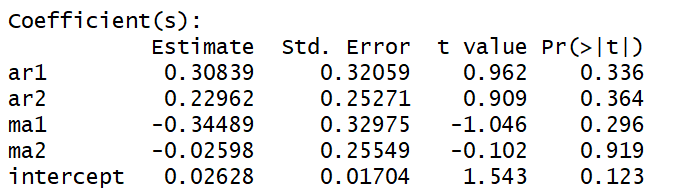 Coefficient(s):
Estimate Std. Error t value Pr(>|t|)
ar1 0.30839 0.32059 0.962 0.336
ar2 0.22962 0.25271 0.909 0.364
ma1 -0.34489 0.32975 -1.046 0.296
ma2 -0.02598 0.25549 -0.102 0.919
intercept 0.02628 0.01704 1.543 0.123